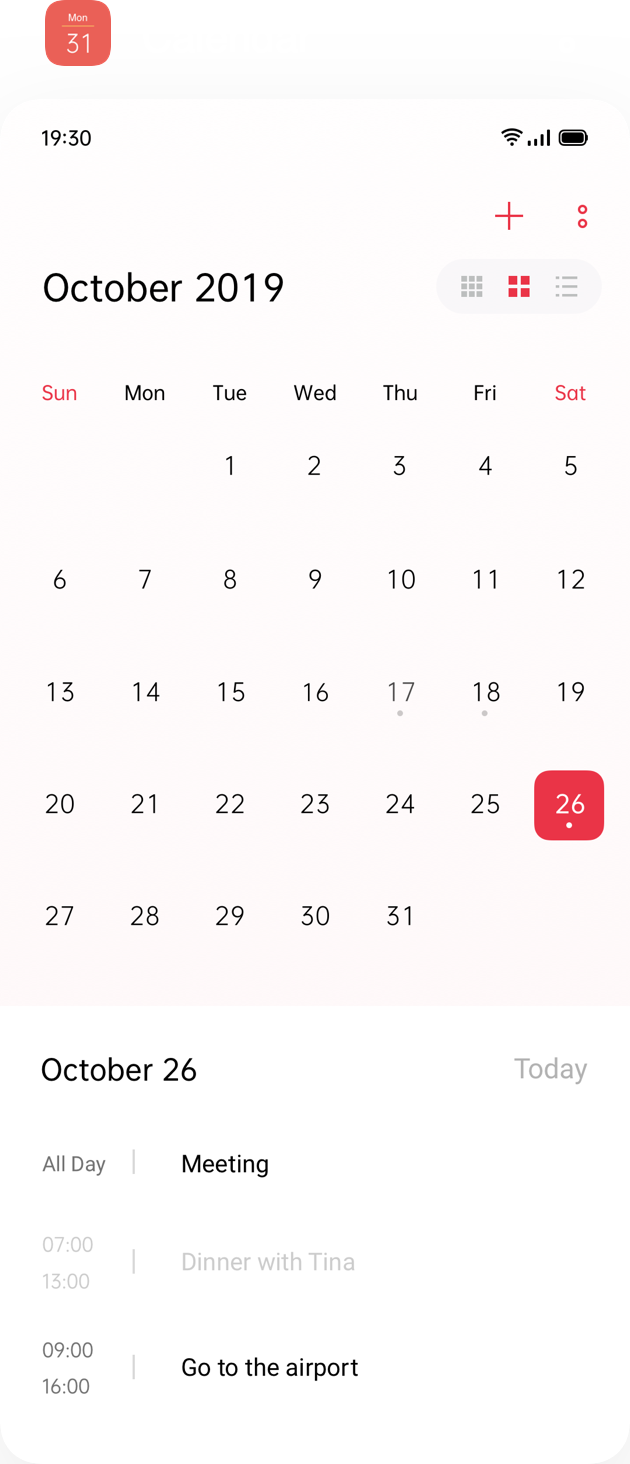 Mon
31
19:30
October 2019
Sun Mon Tue Wed Thu Fri Sat
1 2 3 4 5
6 7 8 9 10 11 12
13 14 15 16 17 18 19
20 21 22 23 24 25 26
27 28 29 30 31
October 26 Today
All Day Meeting
07:00
Dinner with Tina
13:00
09:00
Go to the airport
16:00